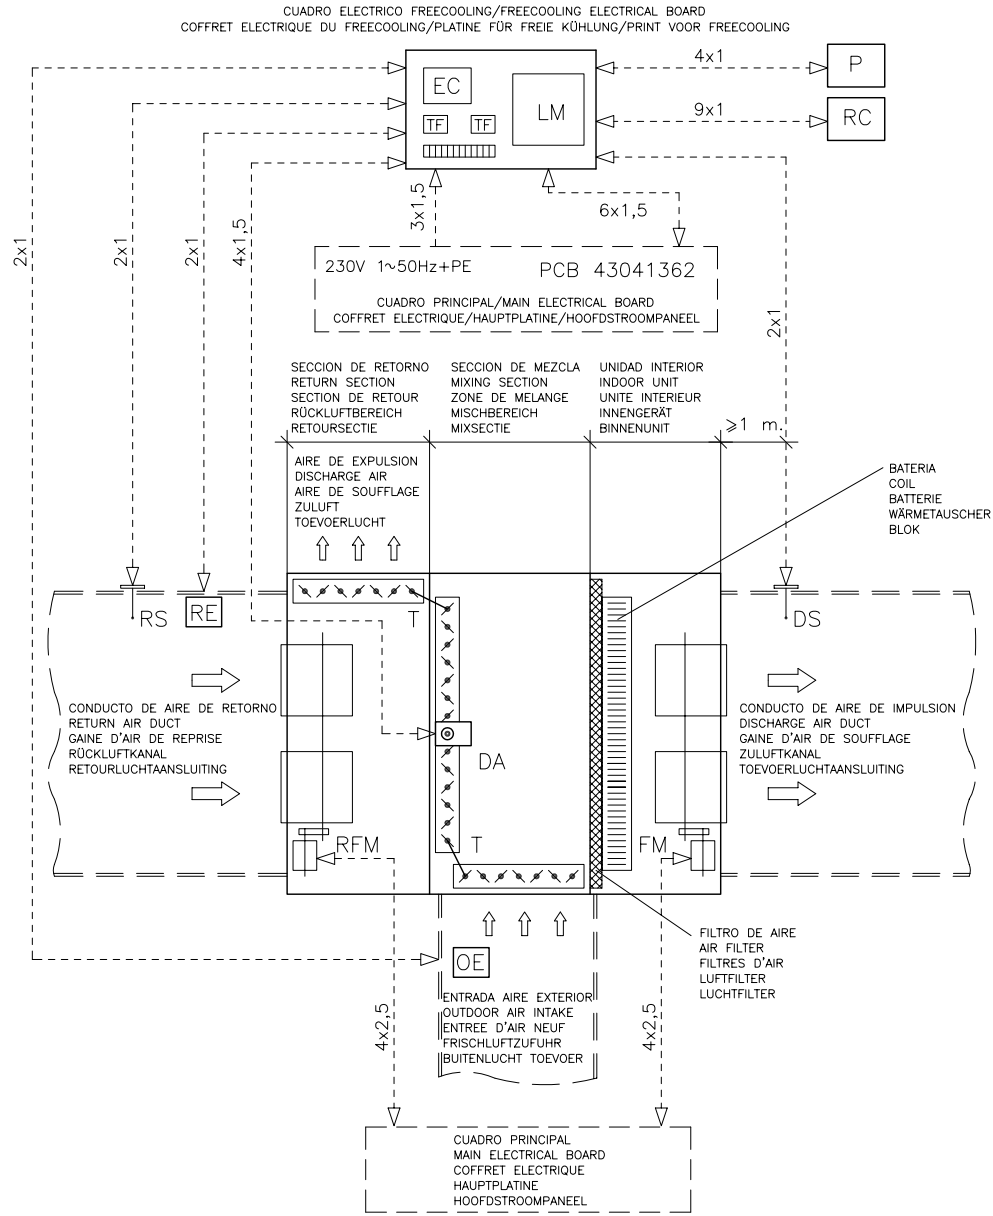 CUADRO ELECTRICO FREECOOLING/FREECOOLING ELECTRICAL BOARD
COFFRET ELECTRIQUE DU FREECOOLING/PLATINE FÜR FREIE KÜHLUNG/PRINT VOOR FREECOOLING
EC
LM
TF
TF
4x1
P
9x1
RC
2x1
2x1
2x1
4x1,5
3x1,5
6x1,5
2x1
230V 1~50Hz+PE
PCB 43041362
CUADRO PRINCIPAL/MAIN ELECTRICAL BOARD
COFFRET ELECTRIQUE/HAUPTPLATINE/HOOFDSTROOMPANEEL
SECCION DE RETORNO
RETURN SECTION
SECTION DE RETOUR
RÜCKLUFTBEREICH
RETOURSECTIE
SECCION DE MEZCLA
MIXING SECTION
ZONE DE MELANGE
MISCHBEREICH
MIXSECTIE
UNIDAD INTERIOR
INDOOR UNIT
UNITE INTERIEUR
INNENGERÄT
BINNENUNIT
⩾1 m.
AIRE DE EXPULSION
DISCHARGE AIR
AIRE DE SOUFFLAGE
ZULUFT
TOEVOERLUCHT
BATERIA
COIL
BATTERIE
WÄRMETAUSCHER
BLOK
RS
RE
T
DS
CONDUCTO DE AIRE DE RETORNO
RETURN AIR DUCT
GAINE D'AIR DE REPRISE
RÜCKLUFTKANAL
RETOURLUCHTAANSLUITING
DA
CONDUCTO DE AIRE DE IMPULSION
DISCHARGE AIR DUCT
GAINE D'AIR DE SOUFFLAGE
ZULUFTKANAL
TOEVOERLUCHTAANSLUITING
RFM
T
FM
OE
FILTRO DE AIRE
AIR FILTER
FILTRES D'AIR
LUFTFILTER
LUCHTFILTER
ENTRADA AIRE EXTERIOR
OUTDOOR AIR INTAKE
ENTREE D'AIR NEUF
FRISCHLUFTZUFUHR
BUITENLUCHT TOEVOER
4x2,5
4x2,5
CUADRO PRINCIPAL
MAIN ELECTRICAL BOARD
COFFRET ELECTRIQUE
HAUPTPLATINE
HOOFDSTROOMPANEEL